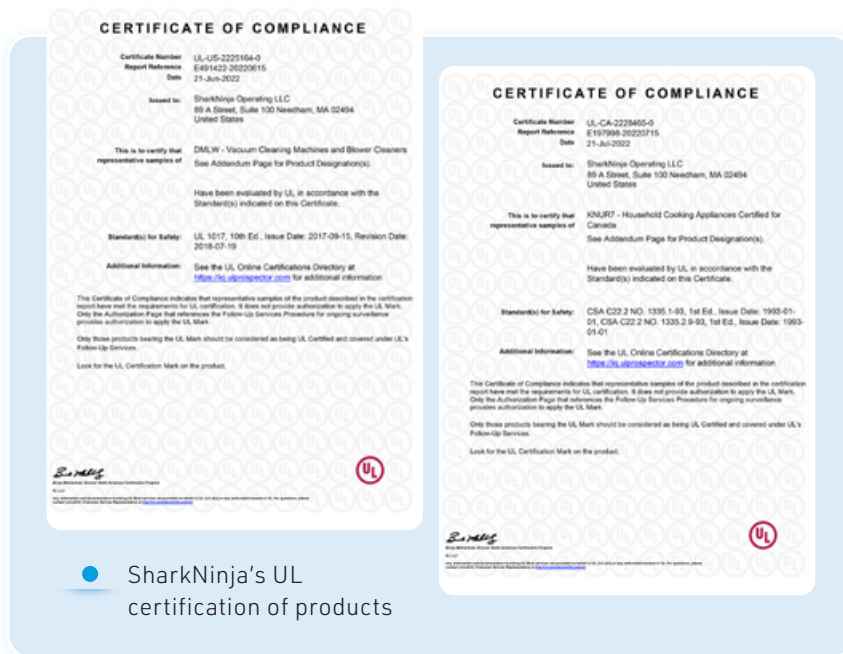 CERTIFICATE OF COMPLIANCE
Certificate Number UL-US-2225164-0
Report Reference E491422-20220615
Date 21-Jun-2022
Issued to: SharkNinja Operating LLC
89 A Street, Suite 100 Needham, MA 02494
United States
This is to certify that DMLW - Vacuum Cleaning Machines and Blower Cleaners
representative samples of See Addendum Page for Product Designation(s).
Have been evaluated by UL in accordance with the
Standard(s) indicated on this Certificate.
Standard(s) for Safety: UL 1017, 10th Ed., Issue Date: 2017-09-15, Revision Date:
2018-07-19
Additional Information: See the UL Online Certifications Directory at
https://iq.ulprospector.com for additional information
This Certificate of Compliance indicates that representative samples of the product described in the certification
report have met the requirements for UL certification. It does not provide authorization to apply the UL Mark.
Only the Authorization Page that references the Follow-Up Services Procedure for ongoing surveillance
provides authorization to apply the UL Mark.
Only those products bearing the UL Mark should be considered as being UL Certified and covered under UL's
Follow-Up Services.
Look for the UL Certification Mark on the product.
UL
CERTIFICATE OF COMPLIANCE
Certificate Number UL-CA-2228465-0
Report Reference E197998-20220715
Date 21-Jul-2022
Issued to: SharkNinja Operating LLC
89 A Street, Suite 100 Needham, MA 02494
United States
This is to certify that KNUR7 - Household Cooking Appliances Certified for
representative samples of Canada
See Addendum Page for Product Designation(s).
Have been evaluated by UL in accordance with the
Standard(s) indicated on this Certificate.
Standard(s) for Safety: CSA C22.2 NO. 1335.1-93, 1st Ed., Issue Date: 1993-01-
01, CSA C22.2 NO. 1335.2.9-93, 1st Ed., Issue Date: 1993-
01-01
Additional Information: See the UL Online Certifications Directory at
https://iq.ulprospector.com for additional information
This Certificate of Compliance indicates that representative samples of the product described in the certification
report have met the requirements for UL certification. It does not provide authorization to apply the UL Mark.
Only the Authorization Page that references the Follow-Up Services Procedure for ongoing surveillance
provides authorization to apply the UL Mark.
Only those products bearing the UL Mark should be considered as being UL Certified and covered under UL's
Follow-Up Services.
Look for the UL Certification Mark on the product.
UL
SharkNinja's UL
certification of products